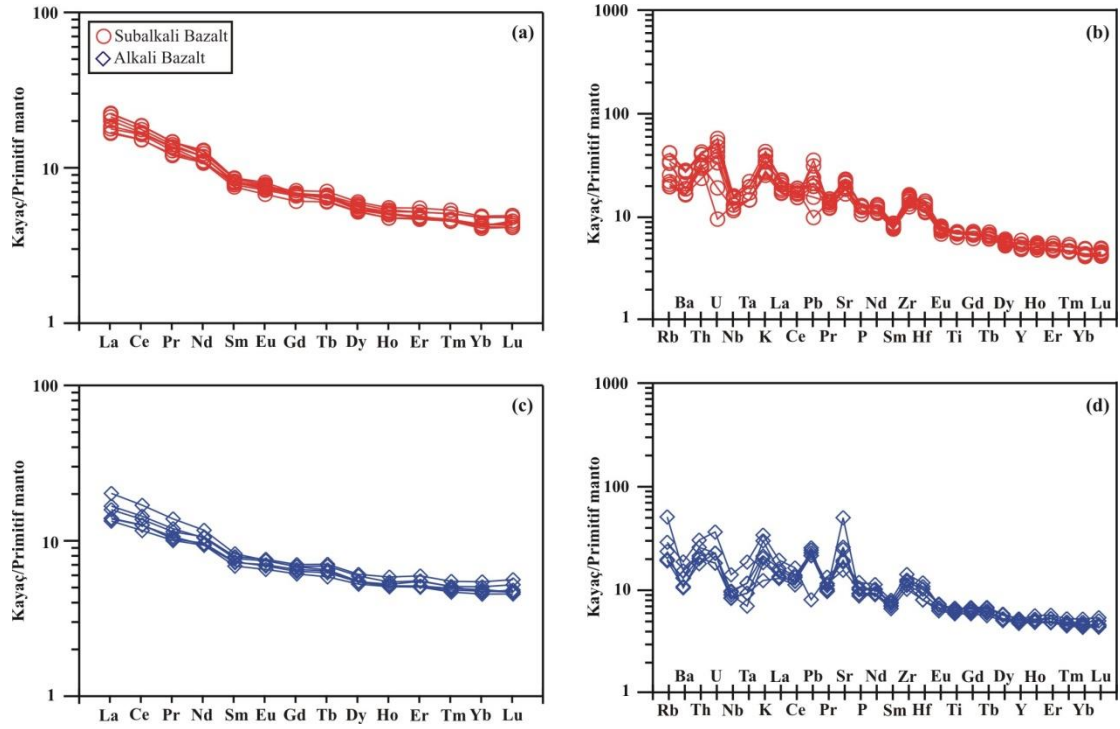 100
(a)
Subalkali Bazalt
Alkali Bazalt
Kayaç/Primitif manto
10
1
La Ce Pr Nd Sm Eu Gd Tb Dy Ho Er Tm Yb Lu
1000
(b)
100
Kayaç/Primitif manto
10
Ba U Ta La Pb Sr Nd Zr Eu Gd Dy Ho Tm Lu
1
Rb Th Nb K Ce Pr P Sm Hf Ti Tb Y Er Yb
100
(c)
Kayaç/Primitif manto
10
1
La Ce Pr Nd Sm Eu Gd Tb Dy Ho Er Tm Yb Lu
1000
(d)
100
Kayaç/Primitif manto
10
Ba U Ta La Pb Sr Nd Zr Eu Gd Dy Ho Tm Lu
1
Rb Th Nb K Ce Pr P Sm Hf Ti Tb Y Er Yb